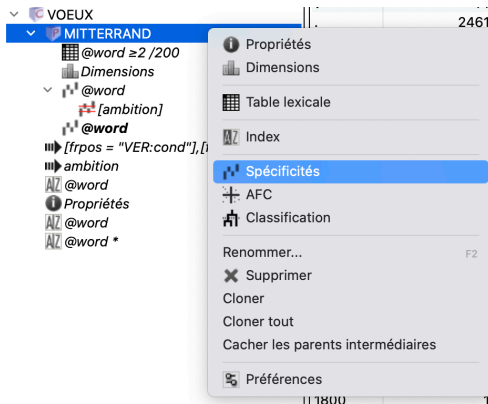 VOEUX
MITTERRAND
@word ≥2 /200
Dimensions
@word
[ambition]
@word
[frpos = "VER:cond"],[f
ambition
@word
Propriétés
@word
@word *
2461
Propriétés
Dimensions
Table lexicale
Index
Spécificités
AFC
Classification
Renommer... F2
Supprimer
Cloner
Cloner tout
Cacher les parents intermédiaires
Préférences
1800